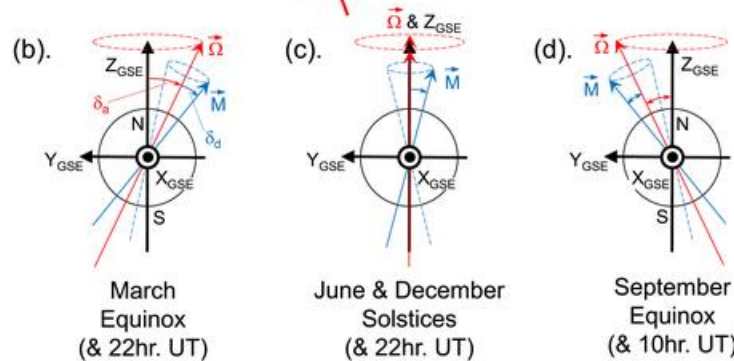 (b).
Ω
Z_GSE
M
δ_a
δ_d
N
Y_GSE
X_GSE
S
March
Equinox
(& 22hr. UT)
(c).
Ω & Z_GSE
M
Y_GSE
X_GSE
June & December
Solstices
(& 22hr. UT)
(d).
Ω
Z_GSE
M
N
Y_GSE
X_GSE
S
September
Equinox
(& 10hr. UT)